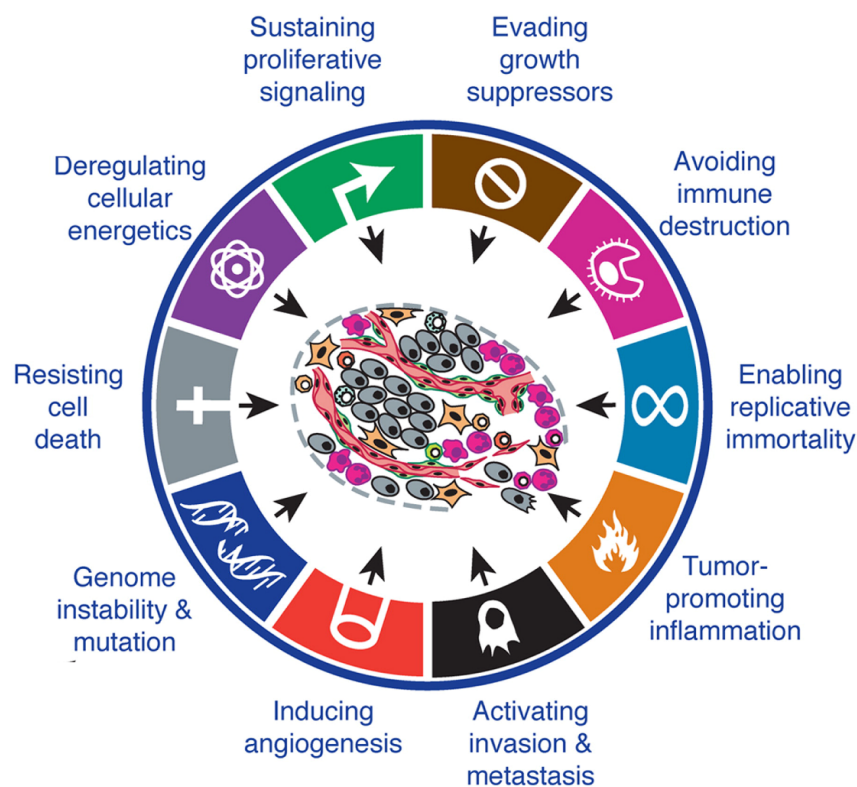 Sustaining
proliferative
signaling
Evading
growth
suppressors
Avoiding
immune
destruction
Enabling
replicative
immortality
Tumor-
promoting
inflammation
Activating
invasion &
metastasis
Inducing
angiogenesis
Genome
instability &
mutation
Resisting
cell
death
Deregulating
cellular
energetics